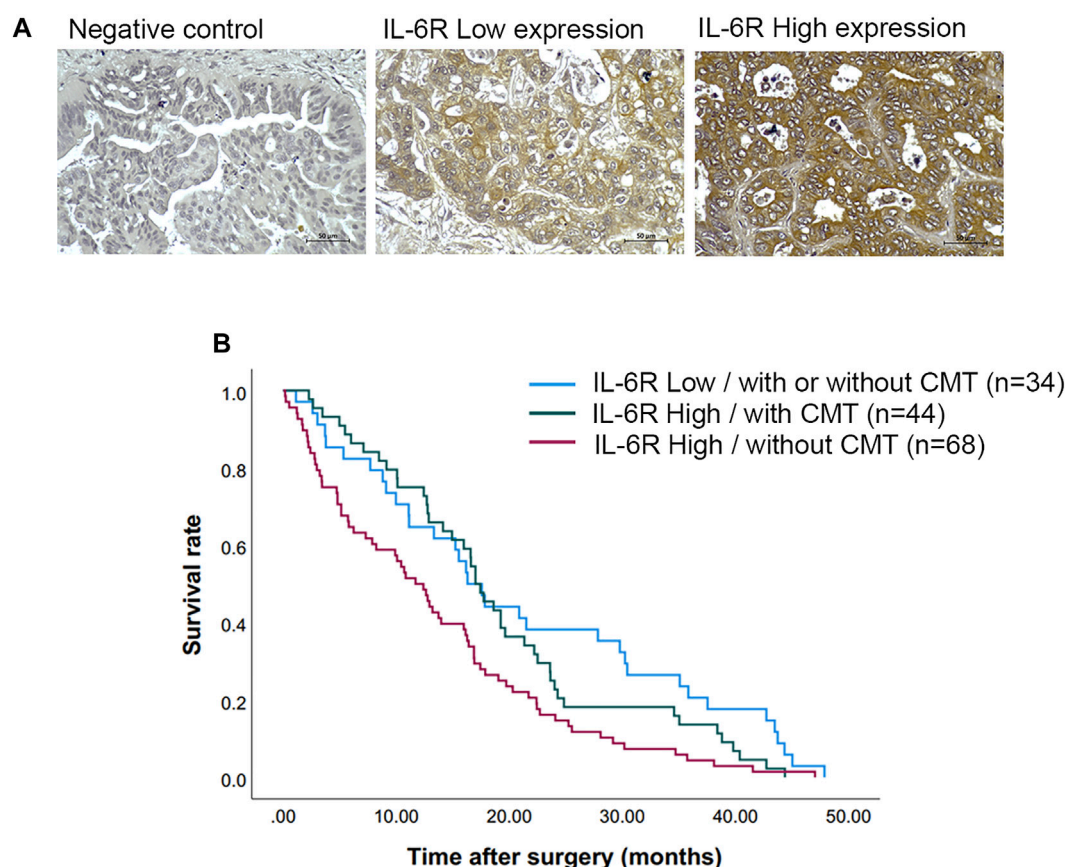 A
Negative control
IL-6R Low expression
IL-6R High expression
50 µm
50 µm
50 µm
B
IL-6R Low / with or without CMT (n=34)
IL-6R High / with CMT (n=44)
IL-6R High / without CMT (n=68)
Survival rate
1.0
0.8
0.6
0.4
0.2
0.0
.00
10.00
20.00
30.00
40.00
50.00
Time after surgery (months)